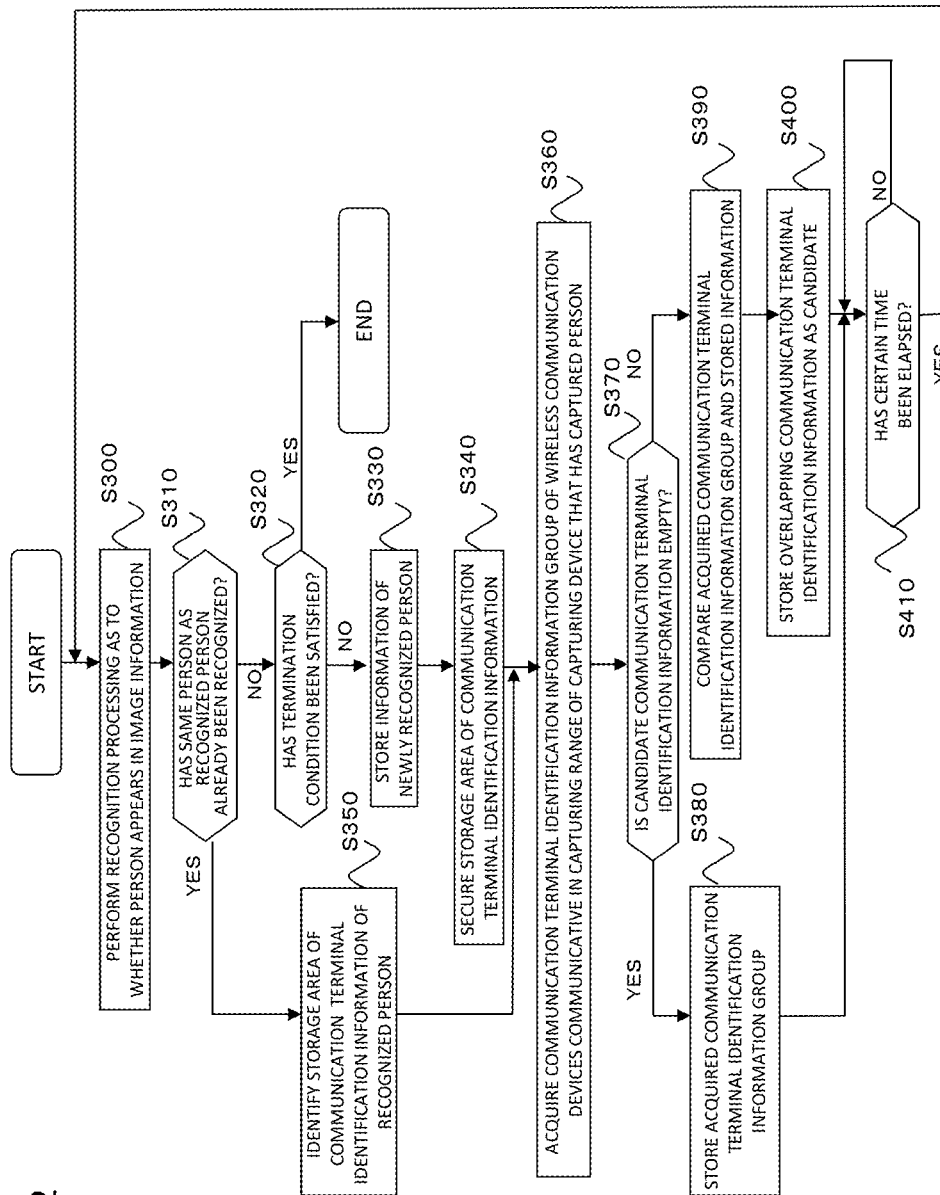 START
S300
PERFORM RECOGNITION PROCESSING AS TO
WHETHER PERSON APPEARS IN IMAGE INFORMATION
S310
HAS SAME PERSON AS
RECOGNIZED PERSON
ALREADY BEEN RECOGNIZED?
YES
NO
S320
HAS TERMINATION
CONDITION BEEN SATISFIED?
YES
END
NO
S330
STORE INFORMATION OF
NEWLY RECOGNIZED PERSON
S340
SECURE STORAGE AREA OF COMMUNICATION
TERMINAL IDENTIFICATION INFORMATION
S350
IDENTIFY STORAGE AREA OF
COMMUNICATION TERMINAL
IDENTIFICATION INFORMATION OF
RECOGNIZED PERSON
S360
ACQUIRE COMMUNICATION TERMINAL IDENTIFICATION INFORMATION GROUP OF WIRELESS COMMUNICATION
DEVICES COMMUNICATIVE IN CAPTURING RANGE OF CAPTURING DEVICE THAT HAS CAPTURED PERSON
S370
IS CANDIDATE COMMUNICATION TERMINAL
IDENTIFICATION INFORMATION EMPTY?
YES
NO
S380
STORE ACQUIRED COMMUNICATION
TERMINAL IDENTIFICATION
INFORMATION GROUP
S390
COMPARE ACQUIRED COMMUNICATION TERMINAL
IDENTIFICATION INFORMATION GROUP AND STORED INFORMATION
S400
STORE OVERLAPPING COMMUNICATION TERMINAL
IDENTIFICATION INFORMATION AS CANDIDATE
NO
HAS CERTAIN TIME
BEEN ELAPSED?
S410
YES